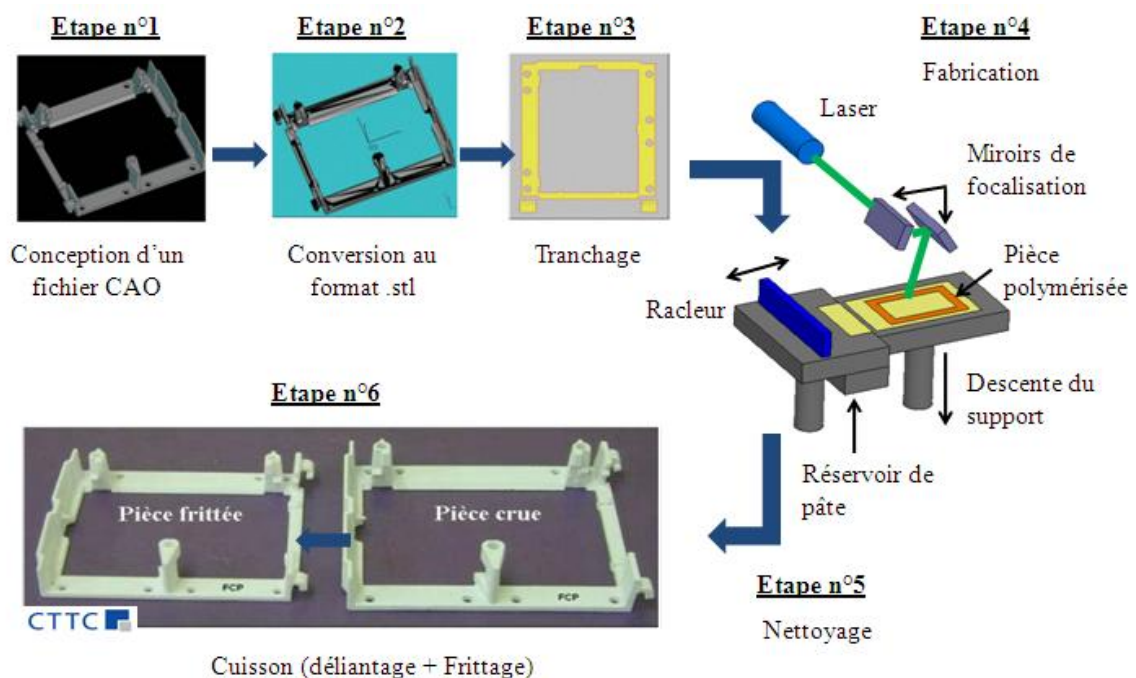 Etape n°1
Etape n°2
Etape n°3
Etape n°4
Fabrication
Laser
Miroirs de
focalisation
Conception d'un
fichier CAO
Conversion au
format .stl
Tranchage
Pièce
polymérisée
Racleur
Descente du
support
Réservoir de
pâte
Etape n°6
Pièce frittée
Pièce crue
FCP
FCP
CTTC
Etape n°5
Nettoyage
Cuisson (déliantage + Frittage)